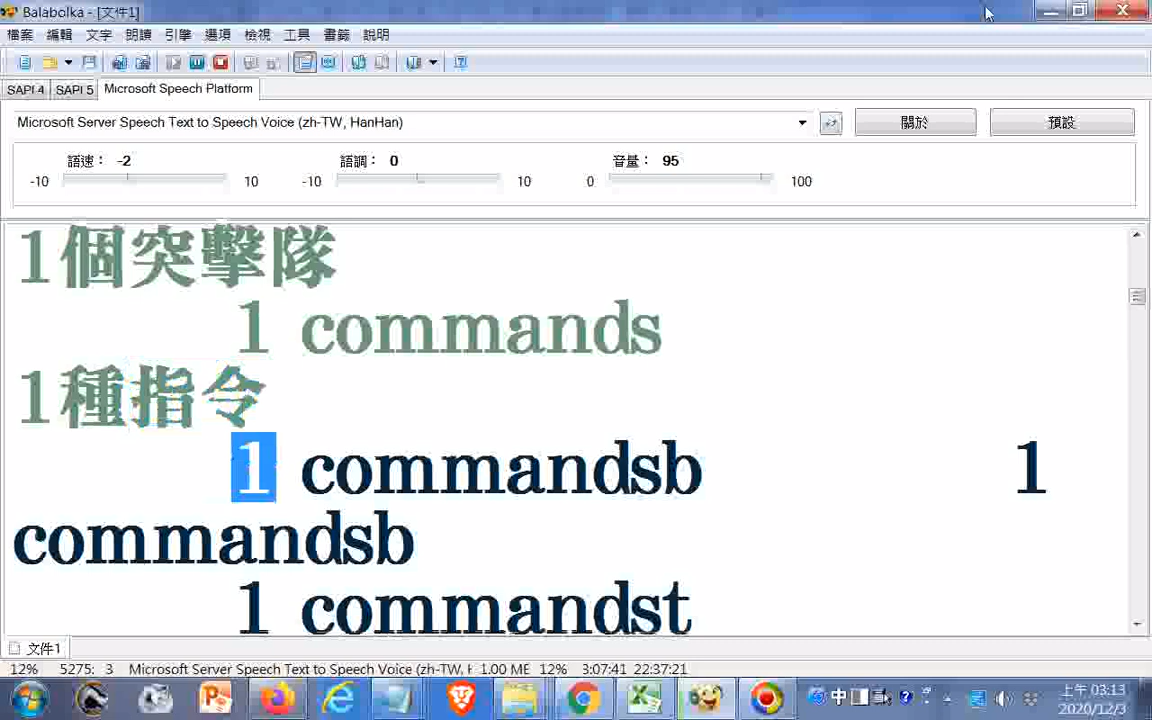 Balabolka - [文件1]
檔案 編輯 文字 朗讀 引擎 選項 檢視 工具 書籤 說明
SAPI 4 SAPI 5 Microsoft Speech Platform
Microsoft Server Speech Text to Speech Voice (zh-TW, HanHan) 關於 預設
語速： -2 語調： 0 音量： 95
-10 10 -10 10 0 100
1個突擊隊
1 commands
1種指令
1 commandsb 1
commandsb
1 commandst
文件1
12% 5275: 3 Microsoft Server Speech Text to Speech Voice (zh-TW, 1.00 ME 12% 3:07:41 22:37:21
中 上午 03:13
2020/12/3